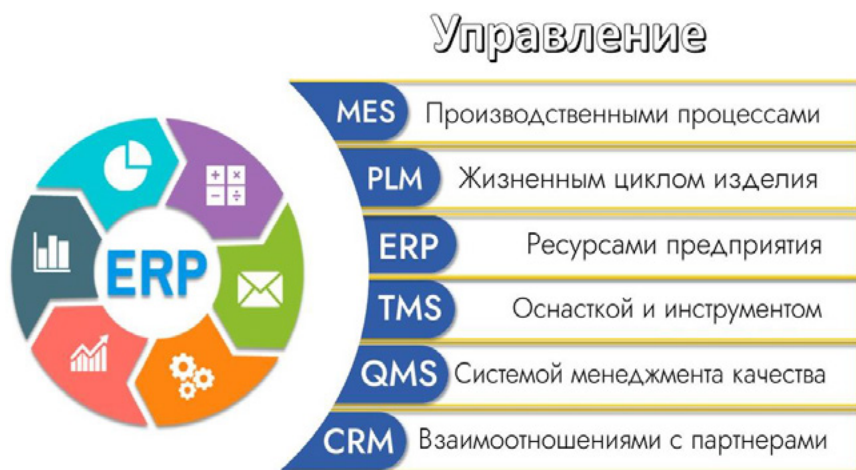 Управление
MES Производственными процессами
PLM Жизненным циклом изделия
ERP
ERP Ресурсами предприятия
TMS Оснасткой и инструментом
QMS Системой менеджмента качества
CRM Взаимоотношениями с партнерами